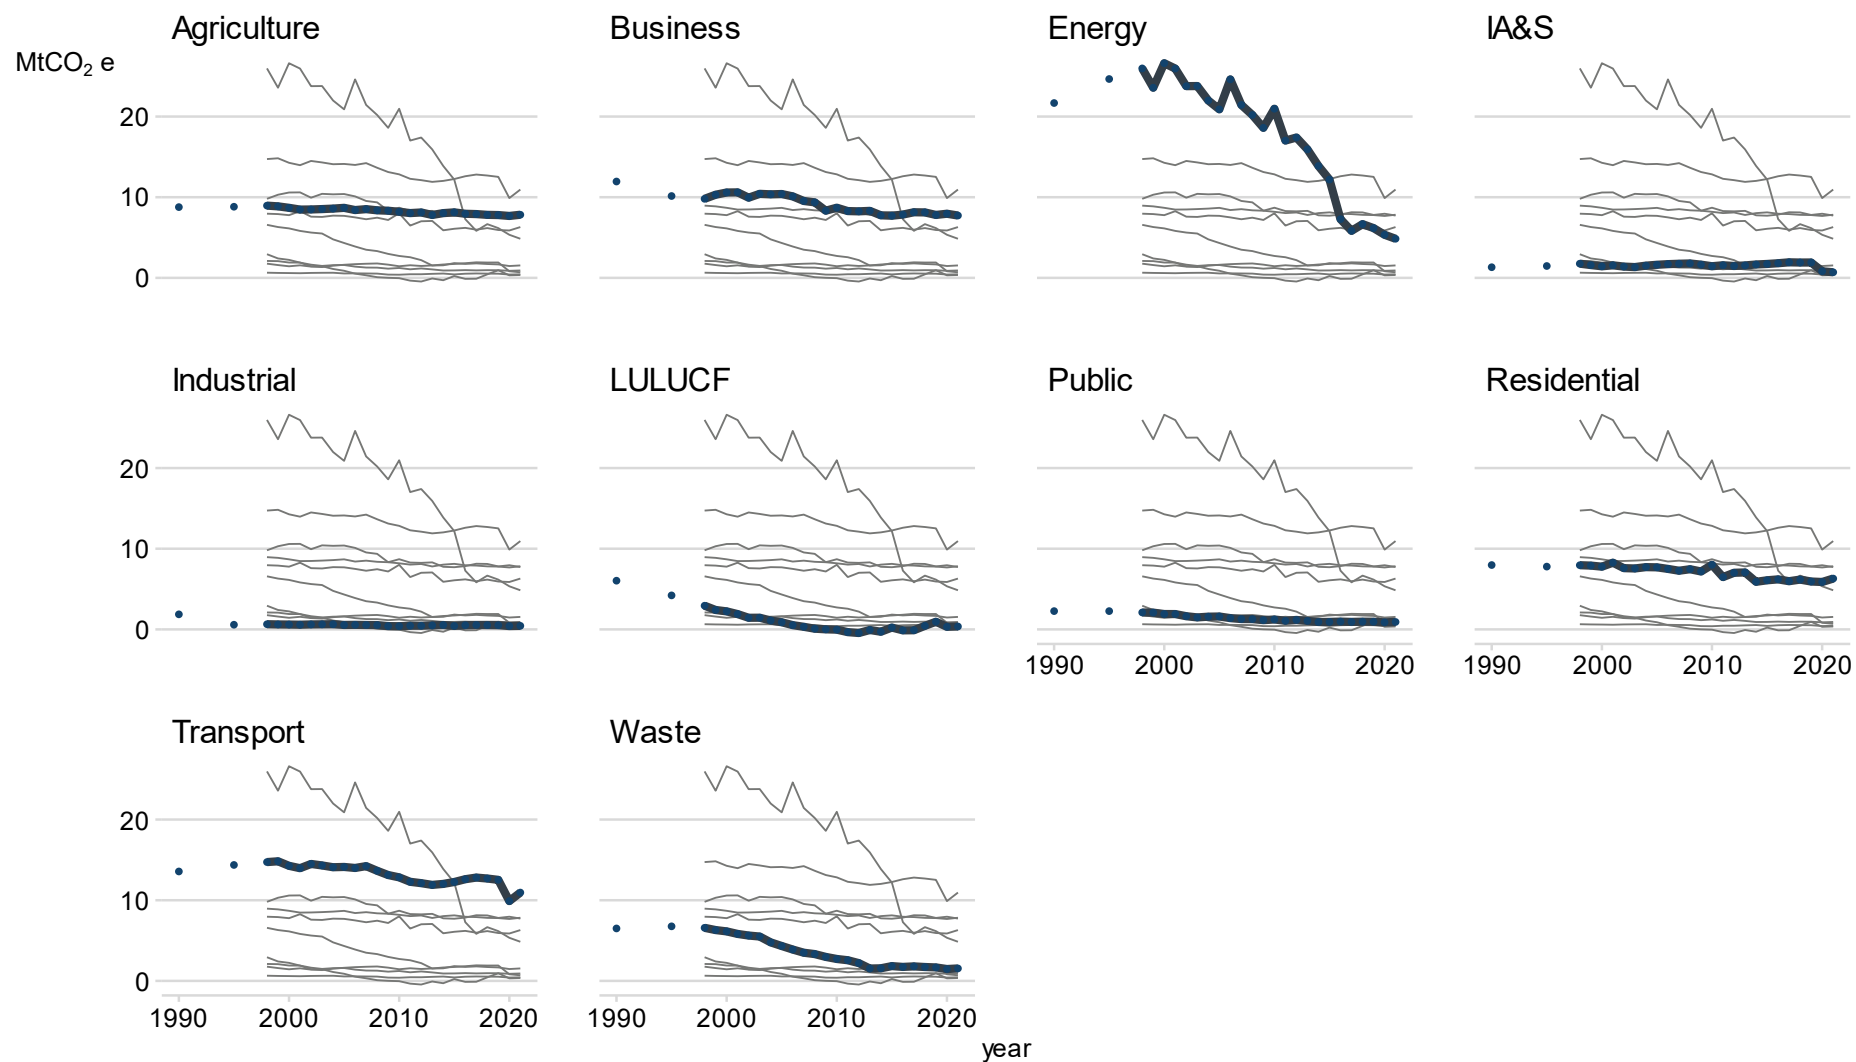 Agriculture Business Energy IA&S
MtCO₂ e
20
10
0
Industrial LULUCF Public Residential
20
10
0
1990 2000 2010 2020 1990 2000 2010 2020
Transport Waste
20
10
0
1990 2000 2010 2020 1990 2000 2010 2020
year